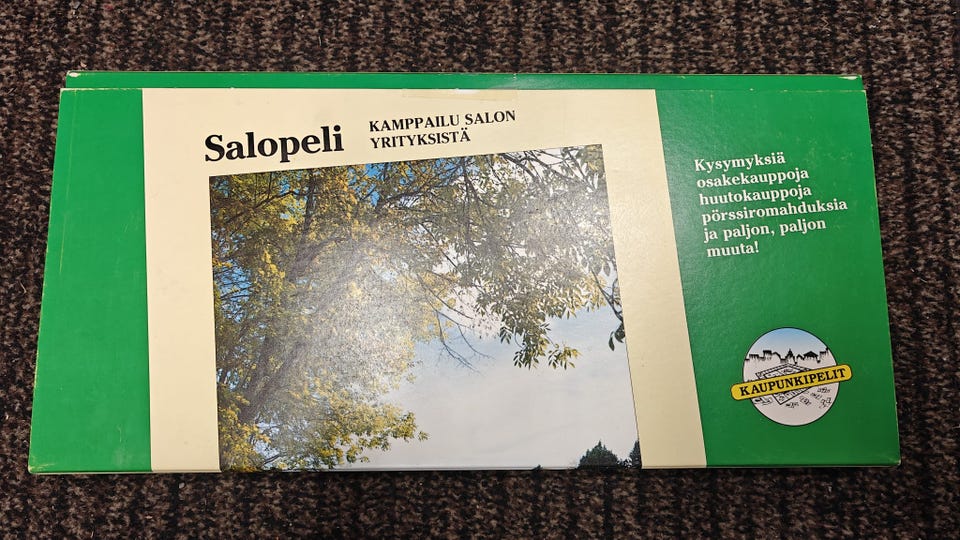 Salopeli
KAMPPAILU SALON
YRITYKSISTÄ
Kysymyksiä
osakekauppoja
huutokauppoja
pörssiromahduksia
ja paljon, paljon
muuta!
KAUPUNKIPELIT